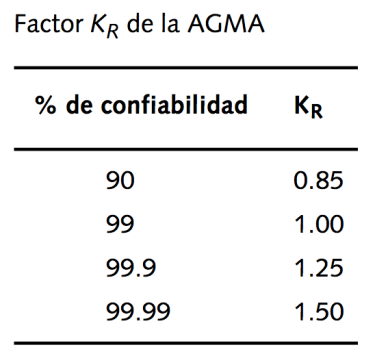 Factor K_R de la AGMA
% de confiabilidad K_R
90 0.85
99 1.00
99.9 1.25
99.99 1.50